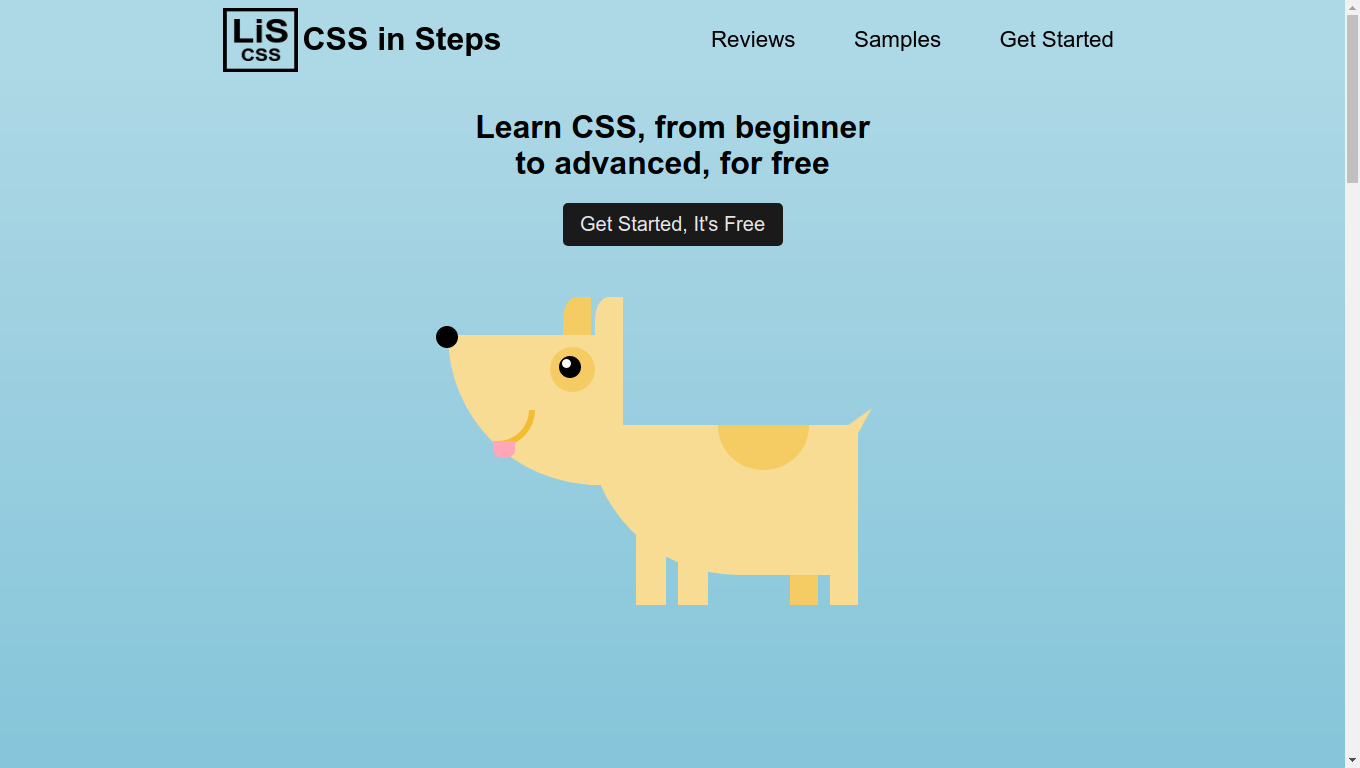 LiS
CSS
CSS in Steps
Reviews
Samples
Get Started
Learn CSS, from beginner
to advanced, for free
Get Started, It's Free